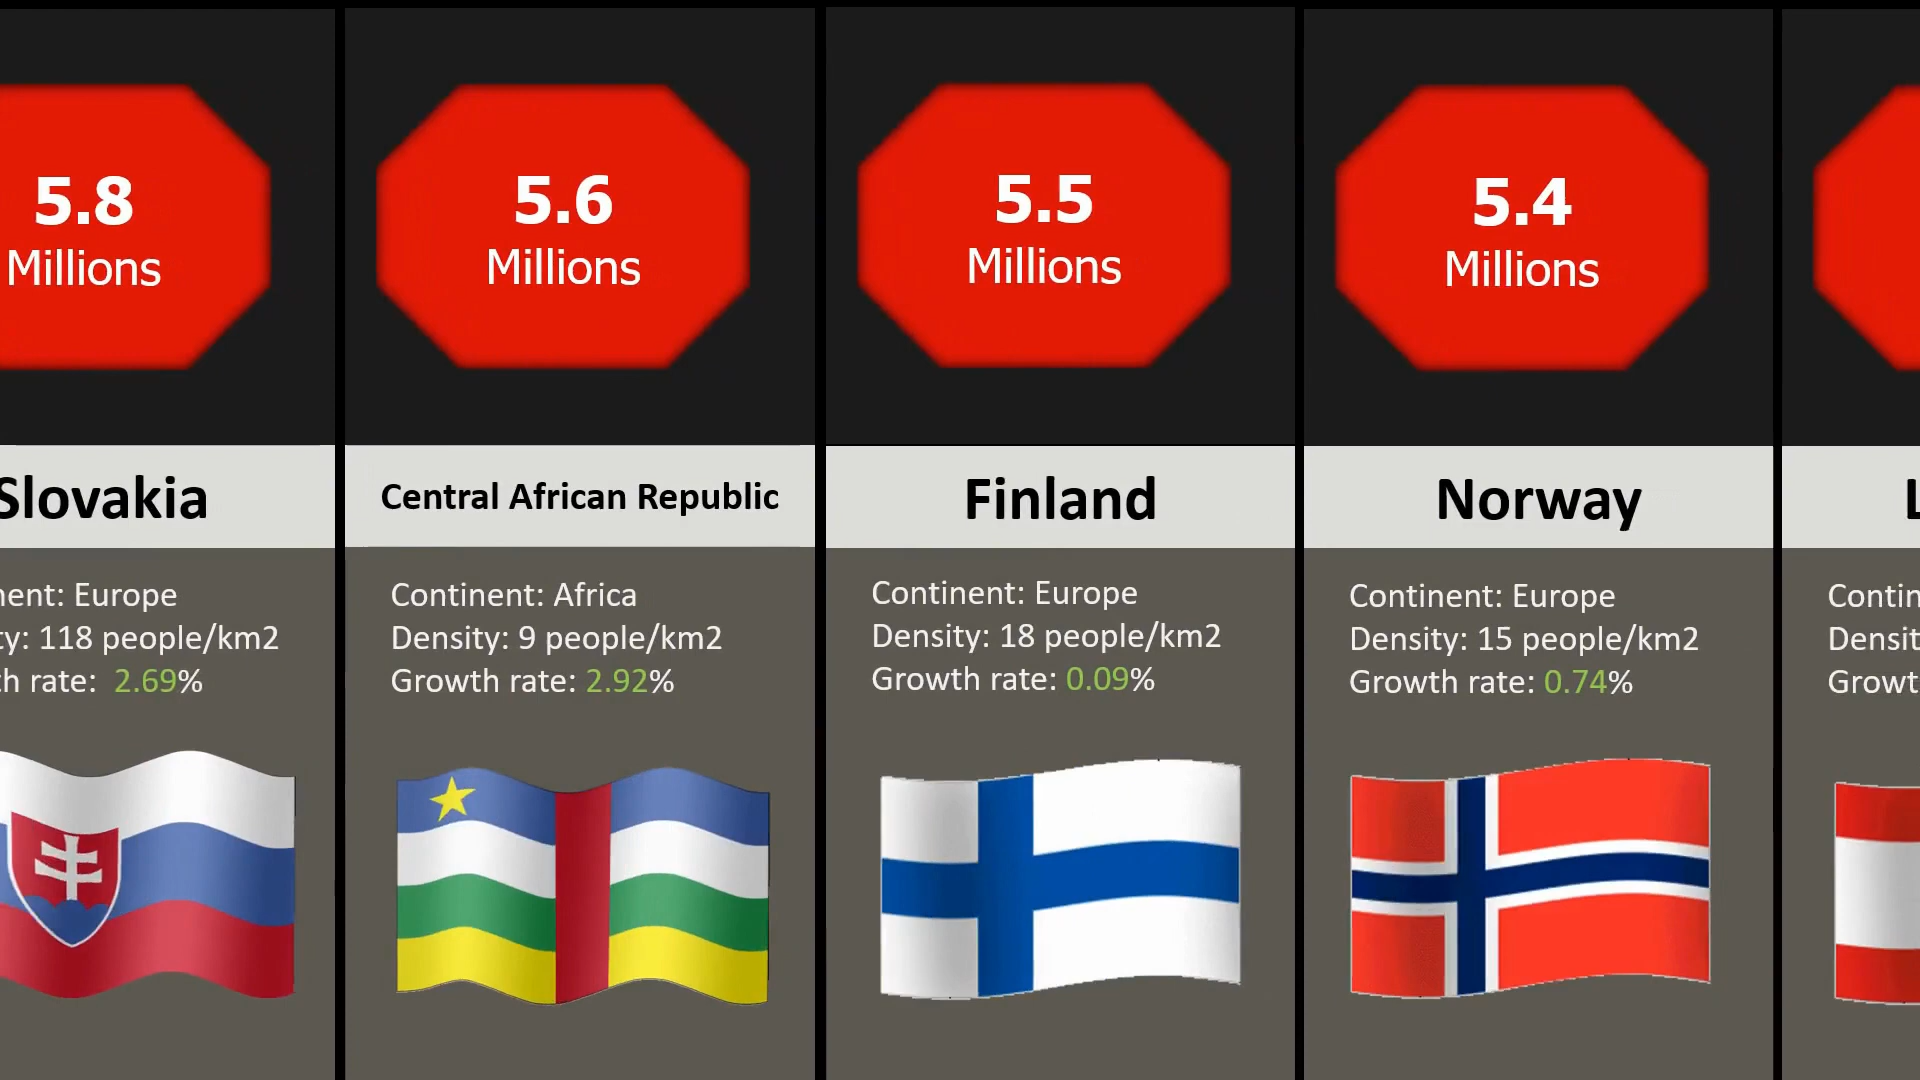 5.8
Millions
Slovakia
ent: Europe
ty: 118 people/km2
h rate: 2.69%
5.6
Millions
Central African Republic
Continent: Africa
Density: 9 people/km2
Growth rate: 2.92%
5.5
Millions
Finland
Continent: Europe
Density: 18 people/km2
Growth rate: 0.09%
5.4
Millions
Norway
Continent: Europe
Density: 15 people/km2
Growth rate: 0.74%
L
Contin
Densit
Growt